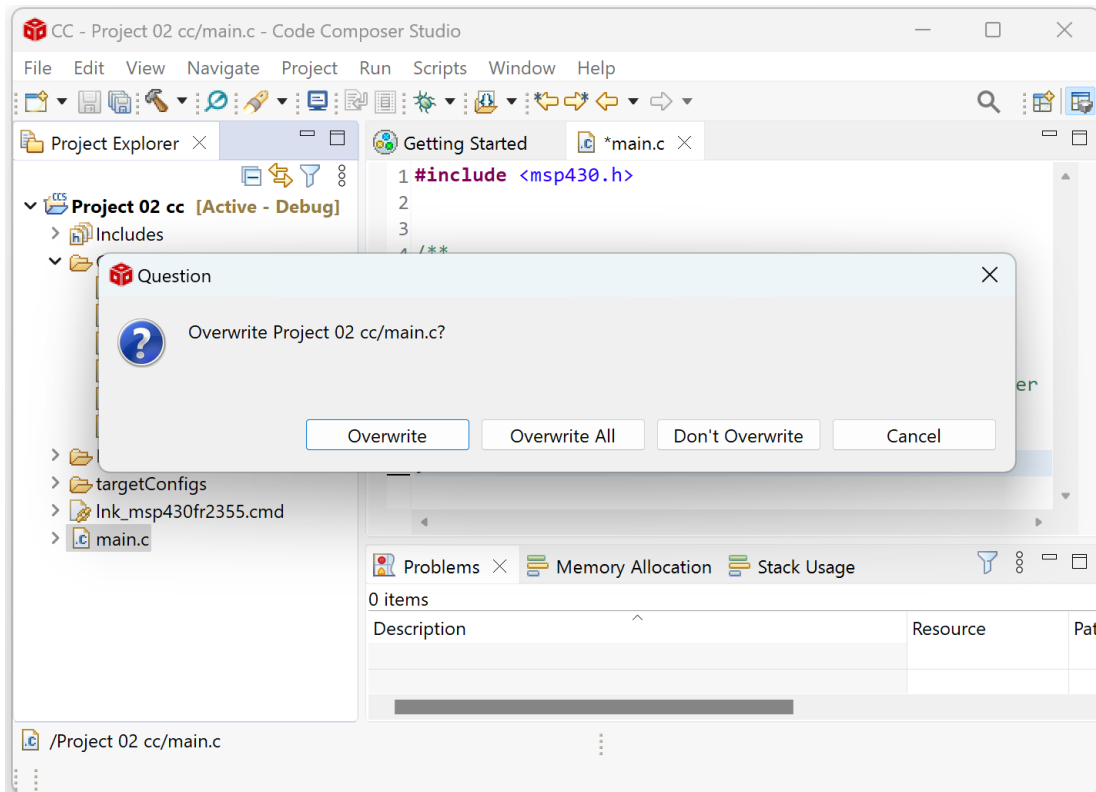 CC - Project 02 cc/main.c - Code Composer Studio
File Edit View Navigate Project Run Scripts Window Help
Project Explorer
Getting Started
*main.c
CCS
Project 02 cc [Active - Debug]
Includes
targetConfigs
lnk_msp430fr2355.cmd
main.c
1 #include <msp430.h>
2
3
4 /**
er
Question
Overwrite Project 02 cc/main.c?
Overwrite
Overwrite All
Don't Overwrite
Cancel
Problems
Memory Allocation
Stack Usage
0 items
Description Resource Pat
/Project 02 cc/main.c